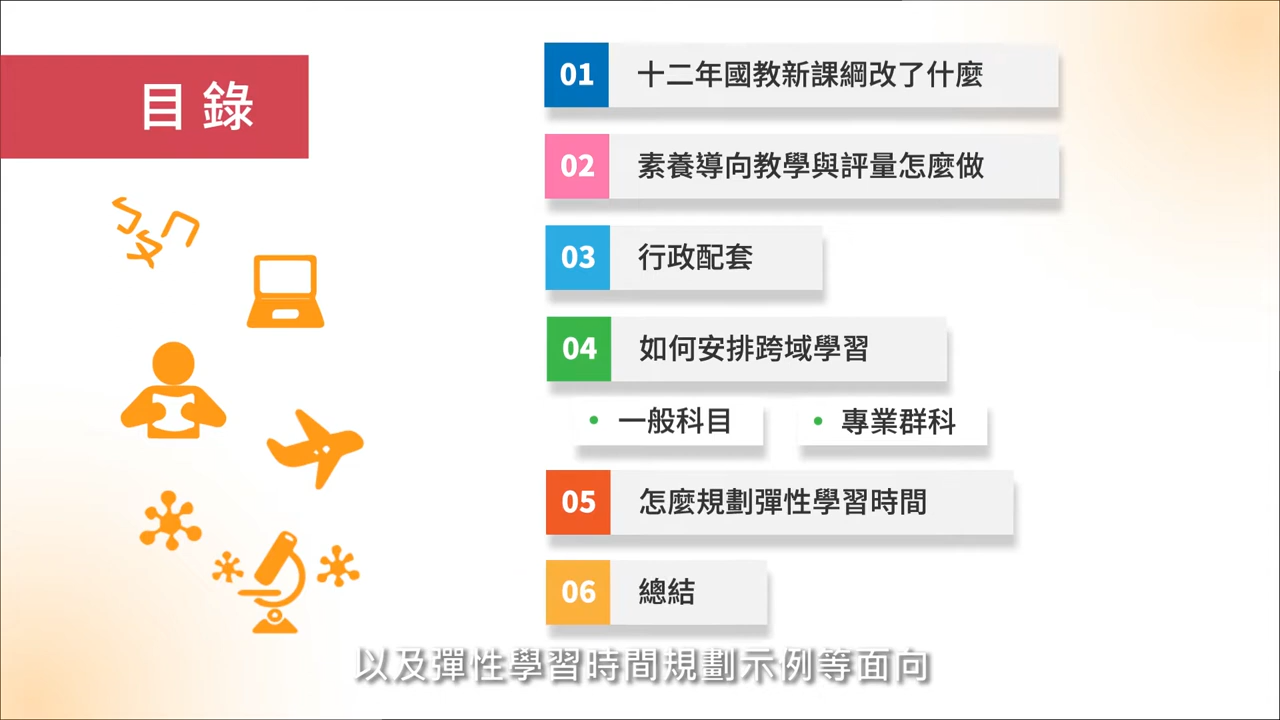 目錄
01 十二年國教新課綱改了什麼
02 素養導向教學與評量怎麼做
03 行政配套
04 如何安排跨域學習
• 一般科目 • 專業群科
05 怎麼規劃彈性學習時間
06 總結
ㄅㄆㄇ
以及彈性學習時間規劃示例等面向